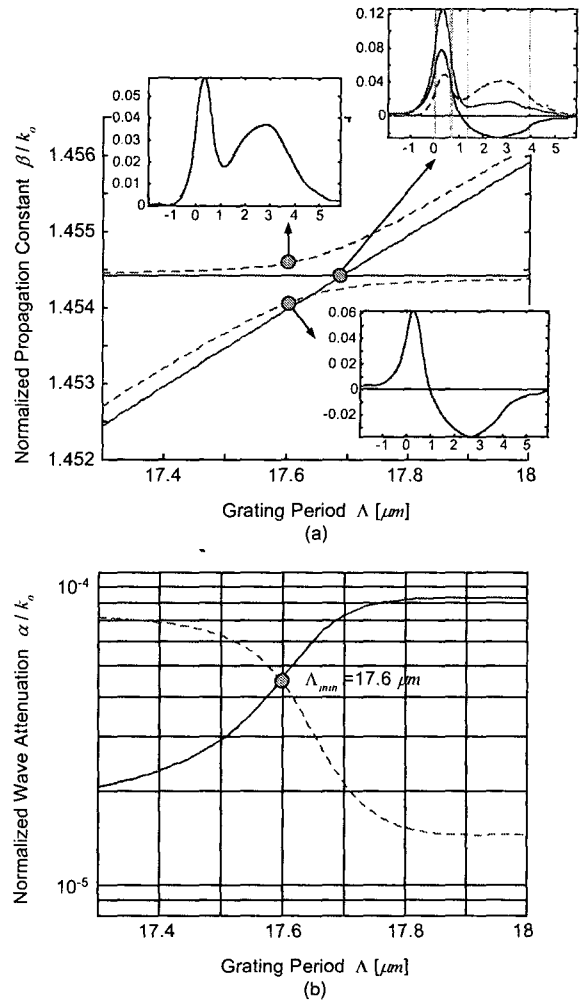 0.12
0.08
0.04
0
-1 0 1 2 3 4 5
0.05
0.04
0.03
0.02
0.01
0
-1 0 1 2 3 4 5
Normalized Propagation Constant β / k₀
1.456
1.455
1.454
1.453
1.452
0.06
0.04
0.02
0
-0.02
-1 0 1 2 3 4 5
17.4 17.6 17.8 18
Grating Period Λ [μm]
(a)
Normalized Wave Attenuation α / k₀
10⁻⁴
Λₘᵢₙ =17.6 μm
10⁻⁵
17.4 17.6 17.8 18
Grating Period Λ [μm]
(b)